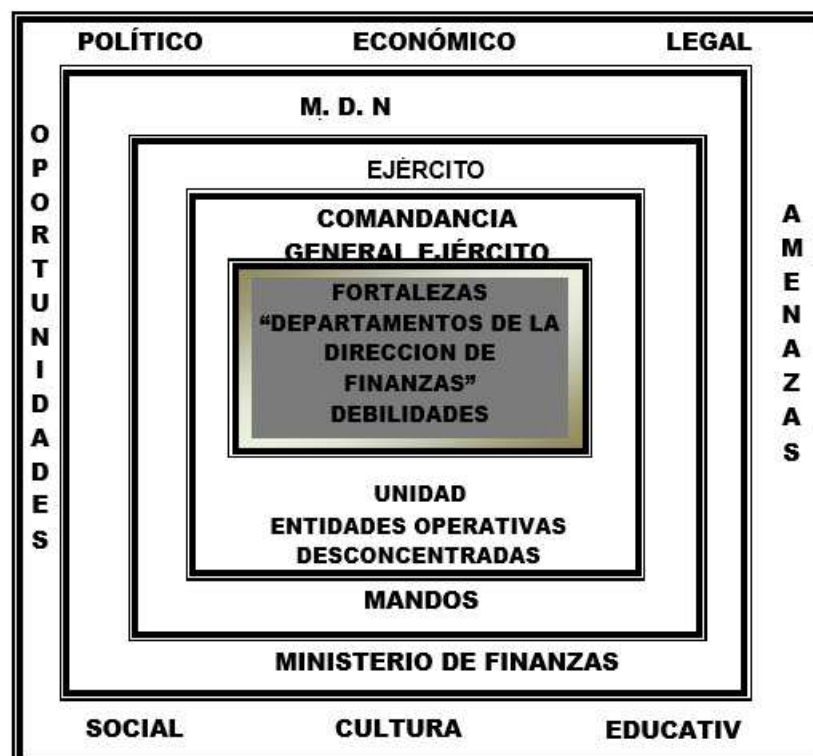 POLÍTICO ECONÓMICO LEGAL
M. D. N
OPORTUNIDADES
EJÉRCITO
COMANDANCIA
GENERAL EJÉRCITO
AMENAZAS
FORTALEZAS
“DEPARTAMENTOS DE LA
DIRECCION DE
FINANZAS”
DEBILIDADES
UNIDAD
ENTIDADES OPERATIVAS
DESCONCENTRADAS
MANDOS
MINISTERIO DE FINANZAS
SOCIAL CULTURA EDUCATIV